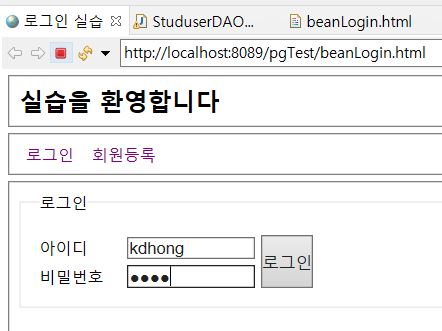 로그인 실습 StuduserDAO... beanLogin.html
http://localhost:8089/pgTest/beanLogin.html
실습을 환영합니다
로그인 회원등록
로그인
아이디 kdhong 로그인
비밀번호 ●●●●